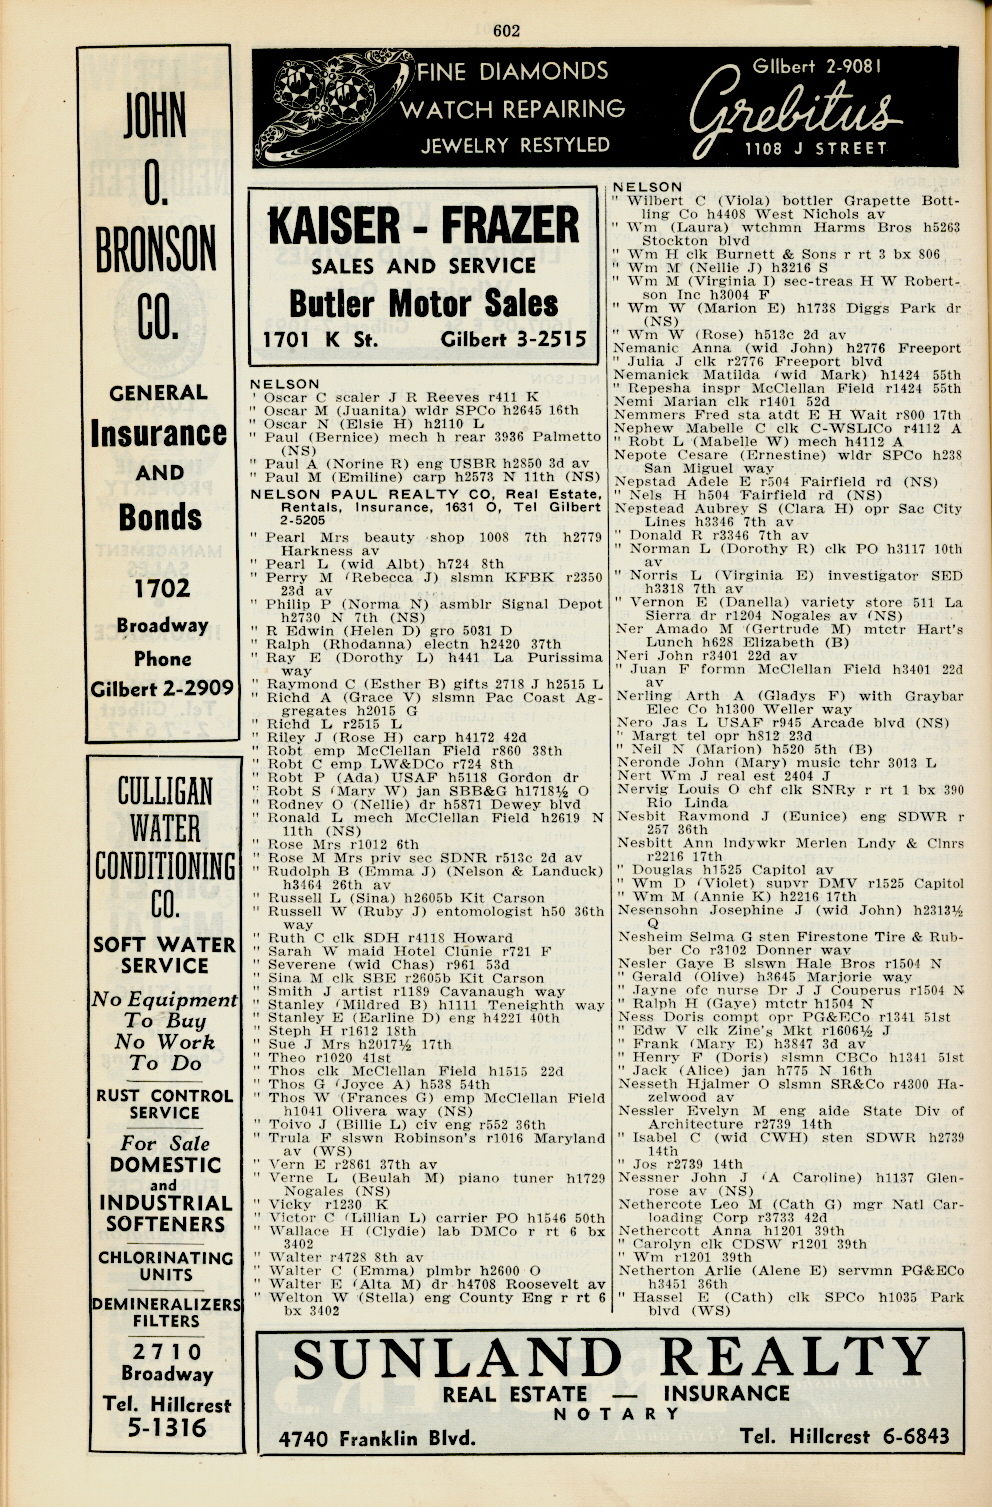 602
JOHN
O.
BRONSON
CO.
GENERAL
Insurance
AND
Bonds
1702
Broadway
Phone
Gilbert 2-2909
CULLIGAN
WATER
CONDITIONING
CO.
SOFT WATER
SERVICE
No Equipment
To Buy
No Work
To Do
RUST CONTROL
SERVICE
For Sale
DOMESTIC
and
INDUSTRIAL
SOFTENERS
CHLORINATING
UNITS
DEMINERALIZERS
FILTERS
2710
Broadway
Tel. Hillcrest
5-1316
FINE DIAMONDS
WATCH REPAIRING
JEWELRY RESTYLED
GIlbert 2-9081
Grebitus
1108 J STREET
KAISER - FRAZER
SALES AND SERVICE
Butler Motor Sales
1701 K St. Gilbert 3-2515
NELSON
' Oscar C scaler J R Reeves r411 K
" Oscar M (Juanita) wldr SPCo h2645 16th
" Oscar N (Elsie H) h2110 L
" Paul (Bernice) mech h rear 3936 Palmetto
(NS)
" Paul A (Norine R) eng USBR h2850 3d av
" Paul M (Emiline) carp h2573 N 11th (NS)
NELSON PAUL REALTY CO, Real Estate,
Rentals, Insurance, 1631 O, Tel Gilbert
2-5205
" Pearl Mrs beauty shop 1008 7th h2779
Harkness av
" Pearl L (wid Albt) h724 8th
" Perry M (Rebecca J) slsmn KFBK r2350
23d av
" Philip P (Norma N) asmblr Signal Depot
h2730 N 7th (NS)
" R Edwin (Helen D) gro 5031 D
" Ralph (Rhodanna) electn h2420 37th
" Ray E (Dorothy L) h441 La Purissima
way
" Raymond C (Esther B) gifts 2718 J h2515 L
" Richd A (Grace V) slsmn Pac Coast Ag-
gregates h2015 G
" Richd L r2515 L
" Riley J (Rose H) carp h4172 42d
" Robt emp McClellan Field r860 38th
" Robt C emp LW&DCo r724 8th
" Robt P (Ada) USAF h5118 Gordon dr
" Robt S (Mary W) jan SBB&G h1718½ O
" Rodney O (Nellie) dr h5871 Dewey blvd
" Ronald L mech McClellan Field h2619 N
11th (NS)
" Rose Mrs r1012 6th
" Rose M Mrs priv sec SDNR r513c 2d av
" Rudolph B (Emma J) (Nelson & Landuck)
h3464 26th av
" Russell L (Sina) h2605b Kit Carson
" Russell W (Ruby J) entomologist h50 36th
way
" Ruth C clk SDH r4118 Howard
" Sarah W maid Hotel Clunie r721 F
" Severene (wid Chas) r961 53d
" Sina M clk SBE r2605b Kit Carson
" Smith J artist r1189 Cavanaugh way
" Stanley (Mildred B) h1111 Teneighth way
" Stanley E (Earline D) eng h4221 40th
" Steph H r1612 18th
" Sue J Mrs h2017½ 17th
" Theo r1020 41st
" Thos clk McClellan Field h1515 22d
" Thos G (Joyce A) h538 54th
" Thos W (Frances G) emp McClellan Field
h1041 Olivera way (NS)
" Toivo J (Billie L) civ eng r552 36th
" Trula F slswn Robinson's r1016 Maryland
av (WS)
" Vern E r2861 37th av
" Verne L (Beulah M) piano tuner h1729
Nogales (NS)
" Vicky r1230 K
" Victor C (Lillian L) carrier PO h1546 50th
" Wallace H (Clydie) lab DMCo r rt 6 bx
3402
" Walter r4728 8th av
" Walter C (Emma) plmbr h2600 O
" Walter E (Alta M) dr h4708 Roosevelt av
" Welton W (Stella) eng County Eng r rt 6
bx 3402
NELSON
" Wilbert C (Viola) bottler Grapette Bott-
ling Co h4408 West Nichols av
" Wm (Laura) wtchmn Harms Bros h5263
Stockton blvd
" Wm H clk Burnett & Sons r rt 3 bx 806
" Wm M (Nellie J) h3216 S
" Wm M (Virginia I) sec-treas H W Robert-
son Inc h3004 F
" Wm W (Marion E) h1738 Diggs Park dr
(NS)
" Wm W (Rose) h513c 2d av
Nemanic Anna (wid John) h2776 Freeport
" Julia J clk r2776 Freeport blvd
Nemanick Matilda (wid Mark) h1424 55th
" Repesha inspr McClellan Field r1424 55th
Nemi Marian clk r1401 52d
Nemmers Fred sta atdt E H Wait r800 17th
Nephew Mabelle C clk C-WSLICo r4112 A
" Robt L (Mabelle W) mech h4112 A
Nepote Cesare (Ernestine) wldr SPCo h238
San Miguel way
Nepstad Adele E r504 Fairfield rd (NS)
" Nels H h504 Fairfield rd (NS)
Nepstead Aubrey S (Clara H) opr Sac City
Lines h3346 7th av
" Donald R r3346 7th av
" Norman L (Dorothy R) clk PO h3117 10th
av
" Norris L (Virginia E) investigator SED
h3318 7th av
" Vernon E (Danella) variety store 511 La
Sierra dr r1204 Nogales av (NS)
Ner Amado M (Gertrude M) mtctr Hart's
Lunch h628 Elizabeth (B)
Neri John r3401 22d av
" Juan F formn McClellan Field h3401 22d
av
Nerling Arth A (Gladys F) with Graybar
Elec Co h1300 Weller way
Nero Jas L USAF r945 Arcade blvd (NS)
" Margt tel opr h812 23d
" Neil N (Marion) h520 5th (B)
Neronde John (Mary) music tchr 3013 L
Nert Wm J real est 2404 J
Nervig Louis O chf clk SNRy r rt 1 bx 390
Rio Linda
Nesbit Raymond J (Eunice) eng SDWR r
257 36th
Nesbitt Ann lndywkr Merlen Lndy & Clnrs
r2216 17th
" Douglas h1525 Capitol av
" Wm D (Violet) supvr DMV r1525 Capitol
" Wm M (Annie K) h2216 17th
Nesensohn Josephine J (wid John) h2313½
Q
Nesheim Selma G sten Firestone Tire & Rub-
ber Co r3102 Donner way
Nesler Gaye B slswn Hale Bros r1504 N
" Gerald (Olive) h3645 Marjorie way
" Jayne ofc nurse Dr J J Couperus r1504 N
" Ralph H (Gaye) mtctr h1504 N
Ness Doris compt opr PG&ECo r1341 51st
" Edw V clk Zine's Mkt r1606½ J
" Frank (Mary E) h3847 3d av
" Henry F (Doris) slsmn CBCo h1341 51st
" Jack (Alice) jan h775 N 16th
Nesseth Hjalmer O slsmn SR&Co r4300 Ha-
zelwood av
Nessler Evelyn M eng aide State Div of
Architecture r2739 14th
" Isabel C (wid CWH) sten SDWR h2739
14th
" Jos r2739 14th
Nessner John J (A Caroline) h1137 Glen-
rose av (NS)
Nethercote Leo M (Cath G) mgr Natl Car-
loading Corp r3733 42d
Nethercott Anna h1201 39th
" Carolyn clk CDSW r1201 39th
" Wm r1201 39th
Netherton Arlie (Alene E) servmn PG&ECo
h3451 36th
" Hassel E (Cath) clk SPCo h1035 Park
blvd (WS)
SUNLAND REALTY
REAL ESTATE — INSURANCE
NOTARY
4740 Franklin Blvd. Tel. Hillcrest 6-6843